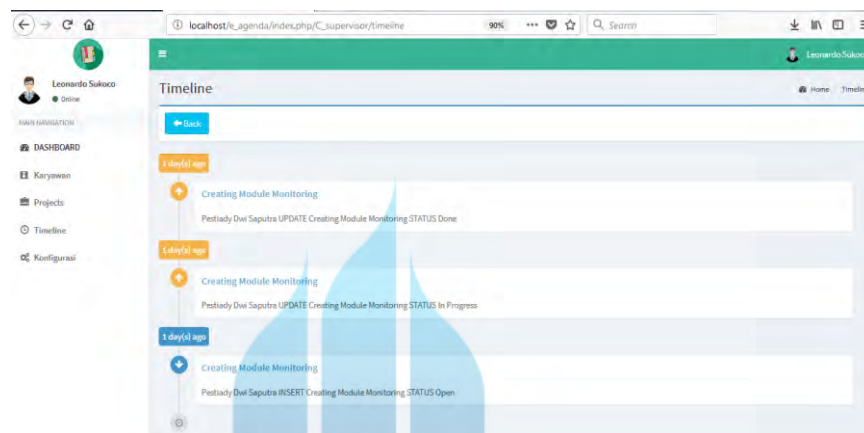 localhost/e_agenda/index.php/C_supervisor/timeline
90%
Search
Leonardo Sukoco
Online
Leonardo Sukoco
Timeline
Home
Timelin
MAIN NAVIGATION
Back
DASHBOARD
Karyawan
Projects
Timeline
Konfigurasi
1 day(s) ago
Creating Module Monitoring
Pestiady Dwi Saputra UPDATE Creating Module Monitoring STATUS Done
1 day(s) ago
Creating Module Monitoring
Pestiady Dwi Saputra UPDATE Creating Module Monitoring STATUS In Progress
1 day(s) ago
Creating Module Monitoring
Pestiady Dwi Saputra INSERT Creating Module Monitoring STATUS Open